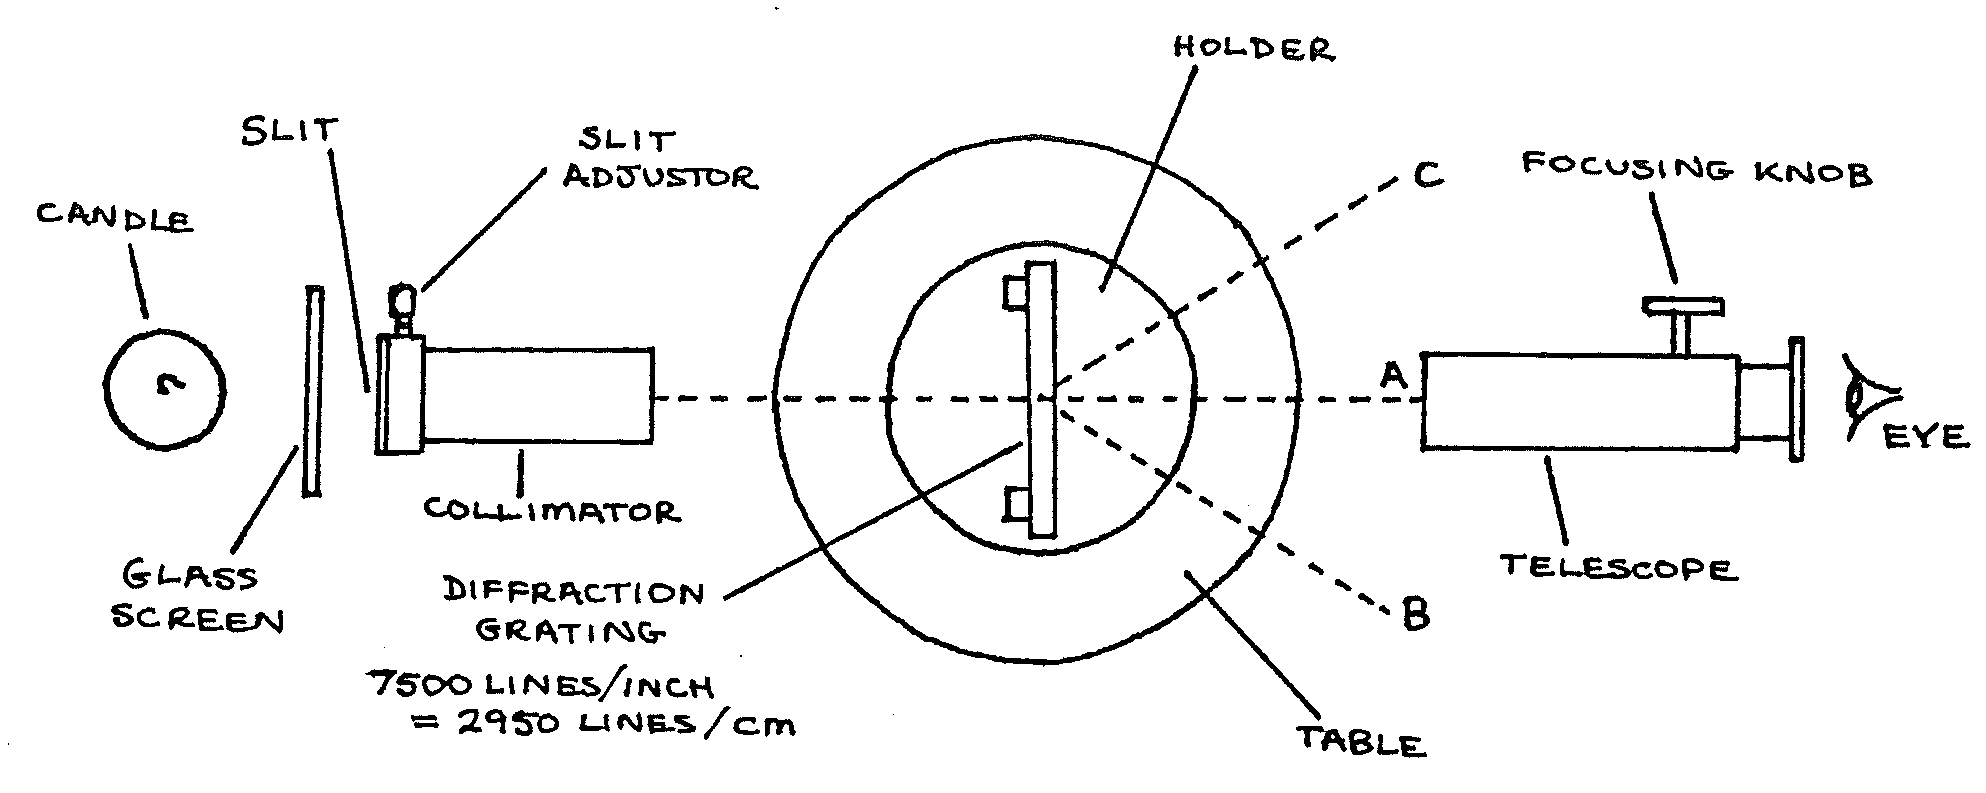 HOLDER
SLIT
SLIT
ADJUSTOR
C
FOCUSING KNOB
CANDLE
A
EYE
COLLIMATOR
GLASS
SCREEN
DIFFRACTION
GRATING
7500 LINES/INCH
= 2950 LINES/cm
B
TELESCOPE
TABLE